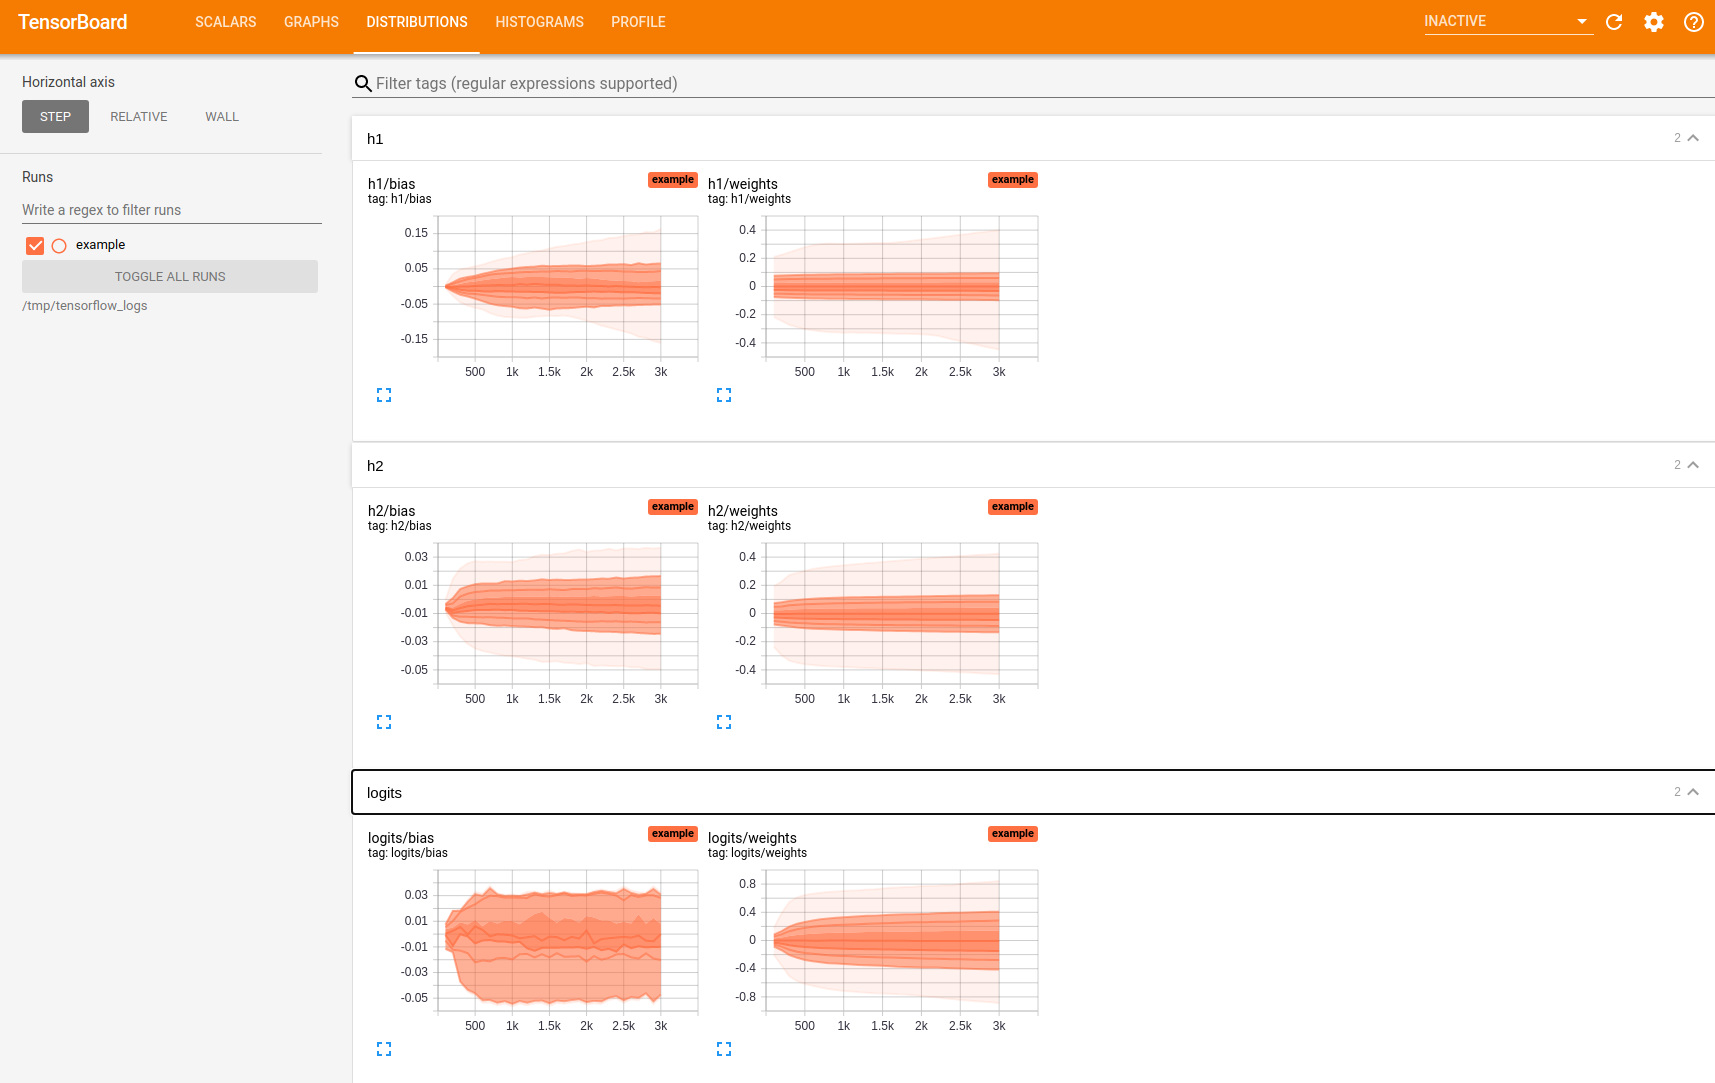 TensorBoard SCALARS GRAPHS DISTRIBUTIONS HISTOGRAMS PROFILE INACTIVE
Horizontal axis
STEP RELATIVE WALL
Runs
Write a regex to filter runs
example
TOGGLE ALL RUNS
/tmp/tensorflow_logs
Filter tags (regular expressions supported)
h1 2
h1/bias example
tag: h1/bias
0.15
0.05
-0.05
-0.15
500 1k 1.5k 2k 2.5k 3k
h1/weights example
tag: h1/weights
0.4
0.2
0
-0.2
-0.4
500 1k 1.5k 2k 2.5k 3k
h2 2
h2/bias example
tag: h2/bias
0.03
0.01
-0.01
-0.03
-0.05
500 1k 1.5k 2k 2.5k 3k
h2/weights example
tag: h2/weights
0.4
0.2
0
-0.2
-0.4
500 1k 1.5k 2k 2.5k 3k
logits 2
logits/bias example
tag: logits/bias
0.03
0.01
-0.01
-0.03
-0.05
500 1k 1.5k 2k 2.5k 3k
logits/weights example
tag: logits/weights
0.8
0.4
0
-0.4
-0.8
500 1k 1.5k 2k 2.5k 3k